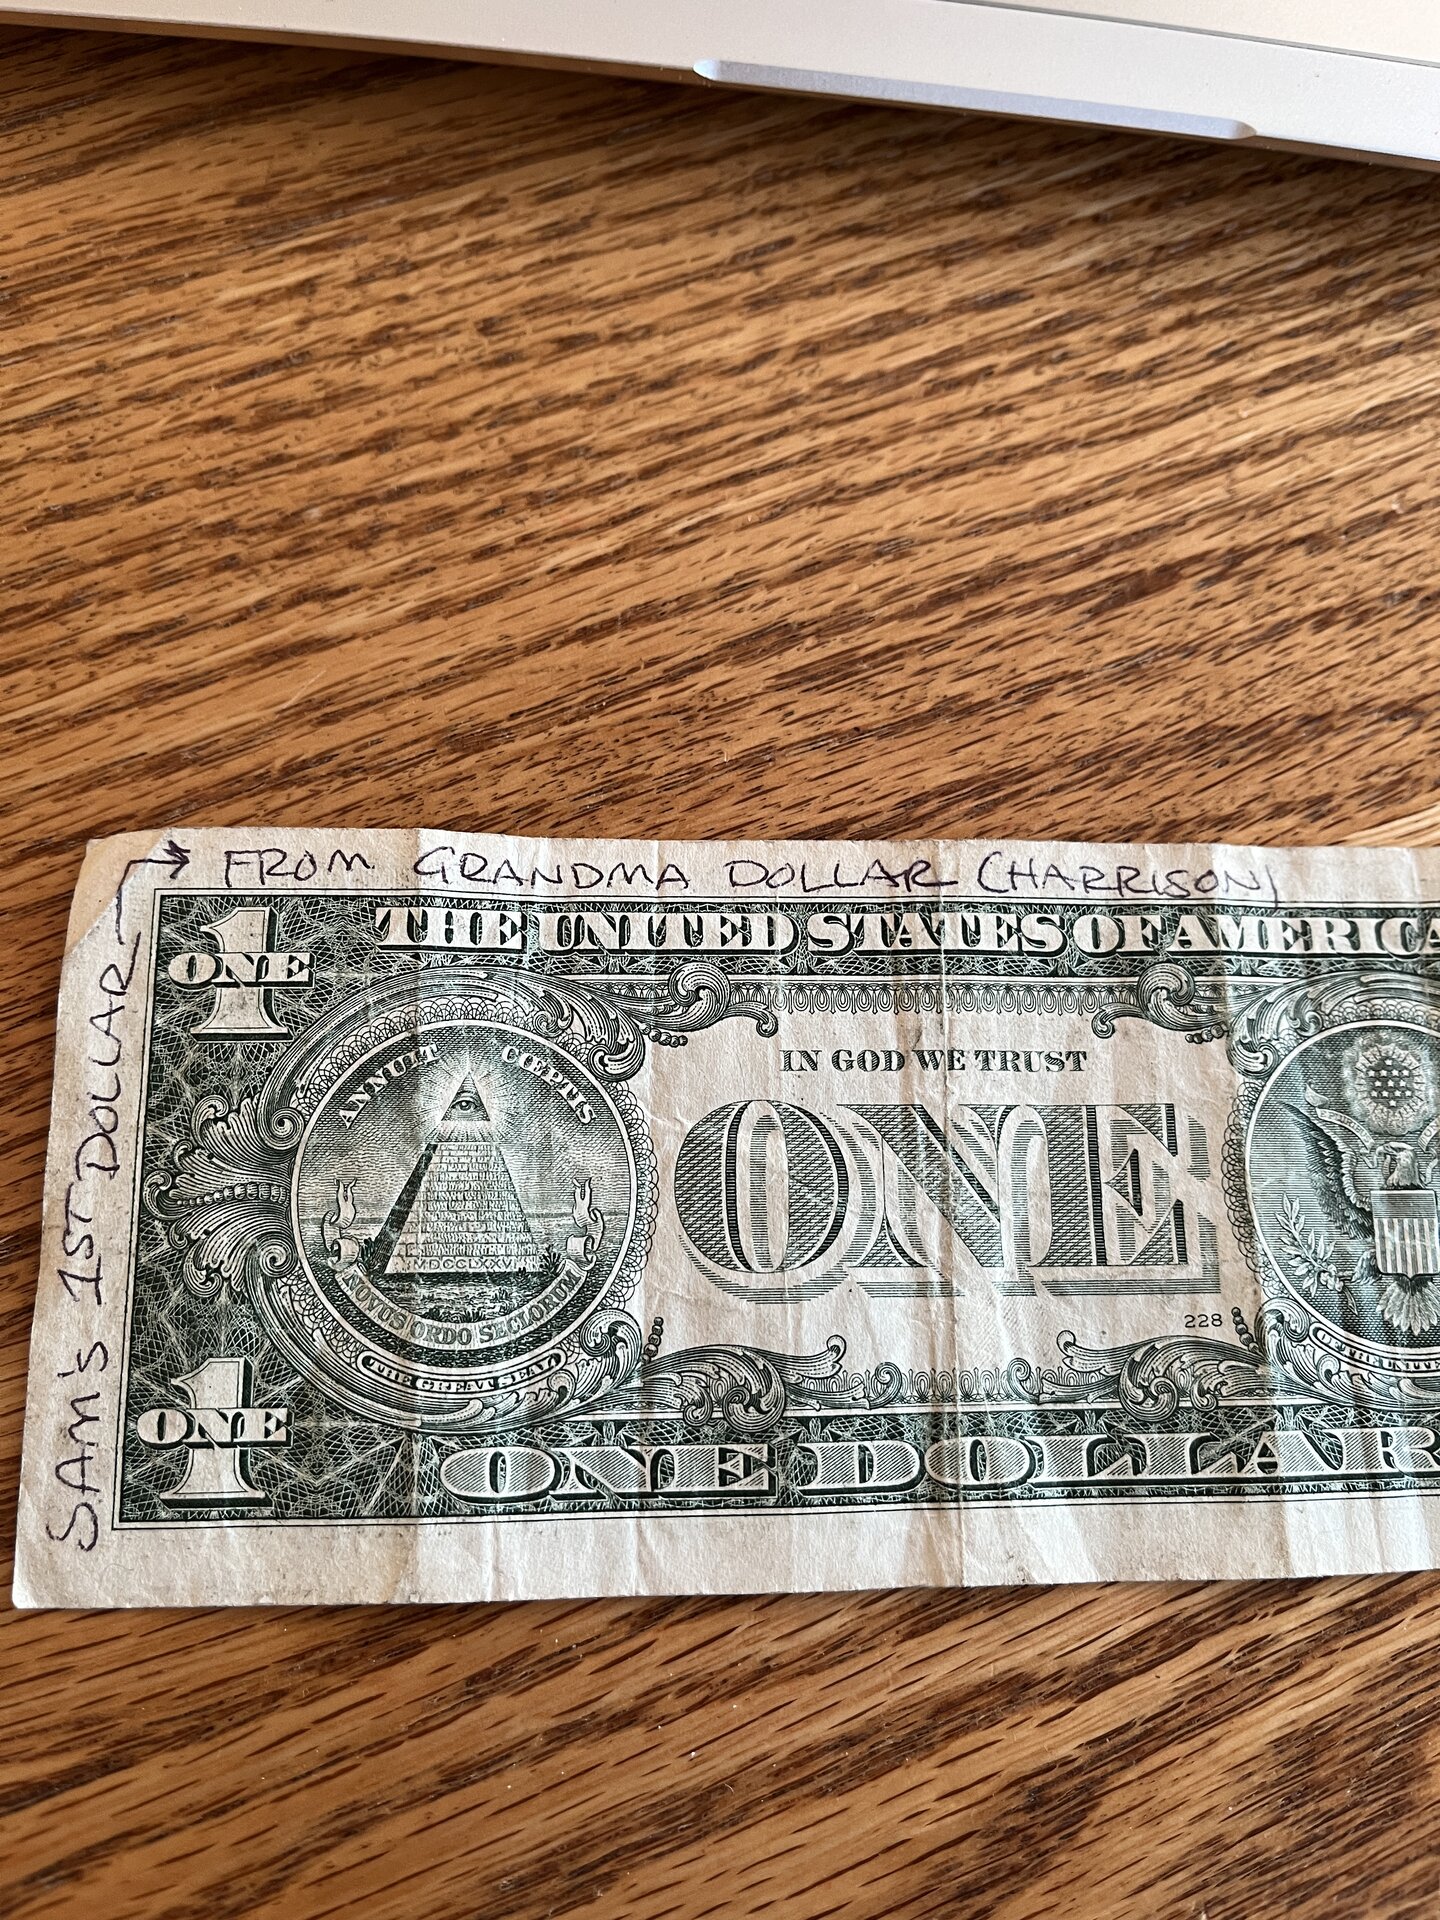 SAM'S 1ST DOLLAR → FROM GRANDMA DOLLAR (HARRISON)
THE UNITED STATES OF AMERICA
1
ONE
ANNUIT COEPTIS
IN GOD WE TRUST
ONE
MDCCLXXVI
NOVUS ORDO SECLORUM
THE GREAT SEAL
228
1
ONE
ONE DOLLAR